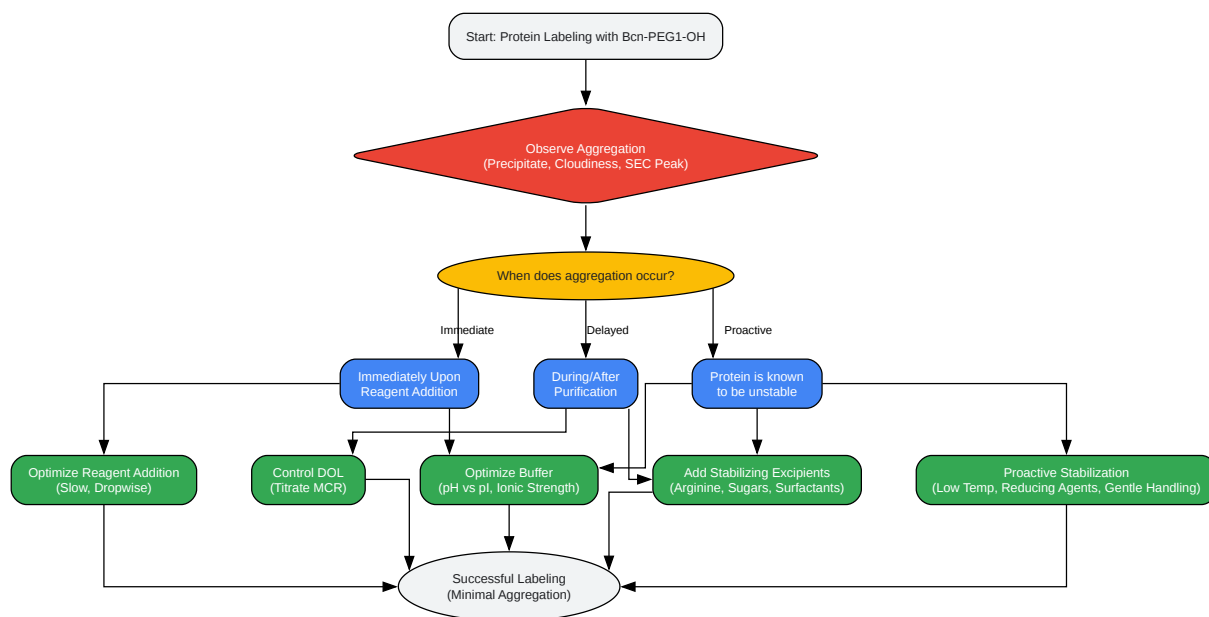 Start: Protein Labeling with Bcn-PEG1-OH
Observe Aggregation
(Precipitate, Cloudiness, SEC Peak)
When does aggregation occur?
Immediate
Delayed
Proactive
Immediately Upon
Reagent Addition
During/After
Purification
Protein is known
to be unstable
Optimize Reagent Addition
(Slow, Dropwise)
Control DOL
(Titrate MCR)
Optimize Buffer
(pH vs pI, Ionic Strength)
Add Stabilizing Excipients
(Arginine, Sugars, Surfactants)
Proactive Stabilization
(Low Temp, Reducing Agents, Gentle Handling)
Successful Labeling
(Minimal Aggregation)